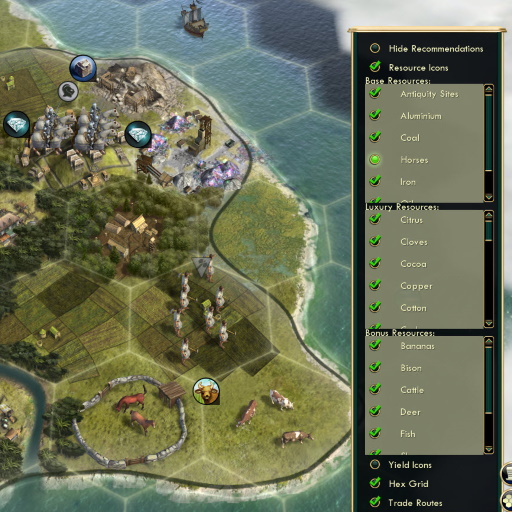 Hide Recommendations
Resource Icons
Base Resources:
Antiquity Sites
Aluminium
Coal
Horses
Iron
Luxury Resources:
Citrus
Cloves
Cocoa
Copper
Cotton
Bonus Resources:
Bananas
Bison
Cattle
Deer
Fish
Yield Icons
Hex Grid
Trade Routes